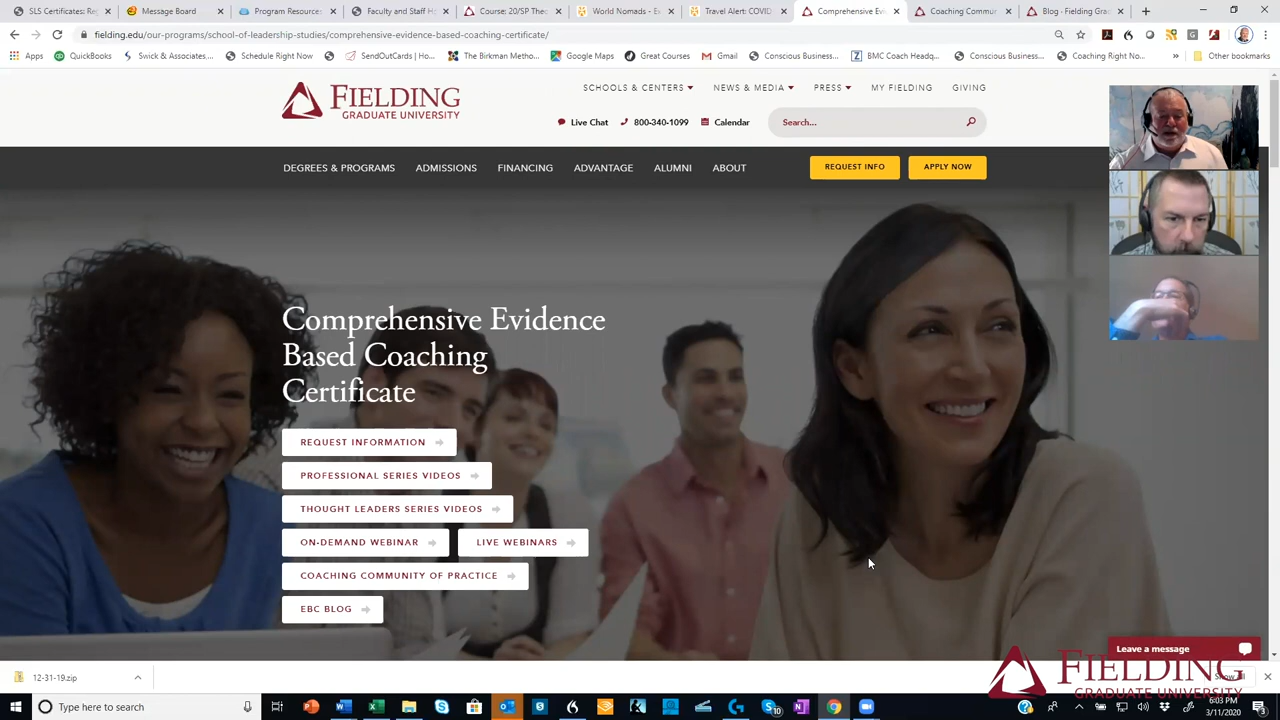 SLS Certificates: Re
Message Board
Program
Faculty and Staff H
Course: 20/SP Theo
Wood Nomads - E
Travel Alert: COVID
Comprehensive Evi
Coaching
Blog - Fielding Gra
fielding.edu/our-programs/school-of-leadership-studies/comprehensive-evidence-based-coaching-certificate/
Apps
QuickBooks
Swick & Associates,...
Schedule Right Now
SendOutCards | Ho...
The Birkman Metho...
Google Maps
Great Courses
Gmail
Conscious Business...
BMC Coach Headq...
Conscious Business...
Coaching Right No...
»
Other bookmarks
FIELDING
GRADUATE UNIVERSITY
SCHOOLS & CENTERS
NEWS & MEDIA
PRESS
MY FIELDING
GIVING
Live Chat
800-340-1099
Calendar
Search...
DEGREES & PROGRAMS
ADMISSIONS
FINANCING
ADVANTAGE
ALUMNI
ABOUT
REQUEST INFO
APPLY NOW
Comprehensive Evidence
Based Coaching
Certificate
REQUEST INFORMATION
PROFESSIONAL SERIES VIDEOS
THOUGHT LEADERS SERIES VIDEOS
ON-DEMAND WEBINAR
LIVE WEBINARS
COACHING COMMUNITY OF PRACTICE
EBC BLOG
Leave a message
12-31-19.zip
Show all
FIELDING
GRADUATE UNIVERSITY
Type here to search
10
6:03 PM
3/11/2020
3